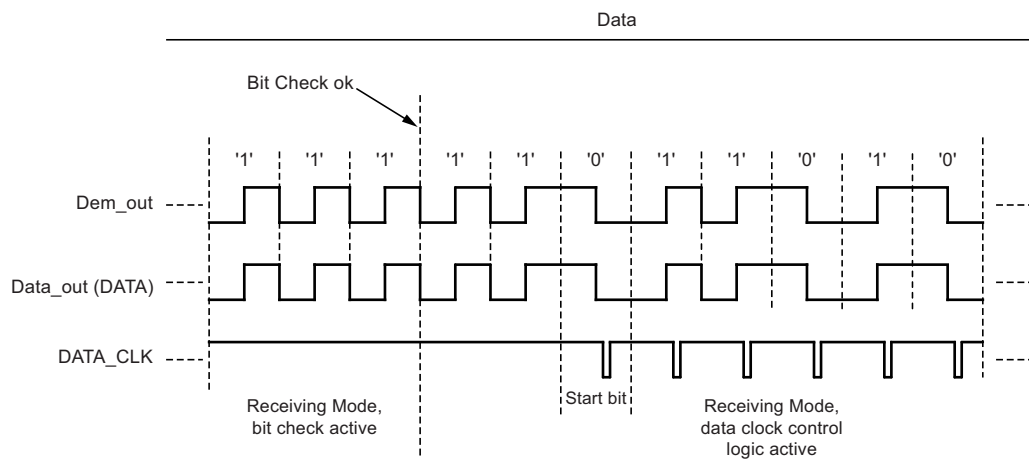 Data
Bit Check ok
'1' '1' '1' '1' '1' '0' '1' '1' '0' '1' '0'
Dem_out
Data_out (DATA)
DATA_CLK
Start bit
Receiving Mode,
bit check active
Receiving Mode,
data clock control
logic active